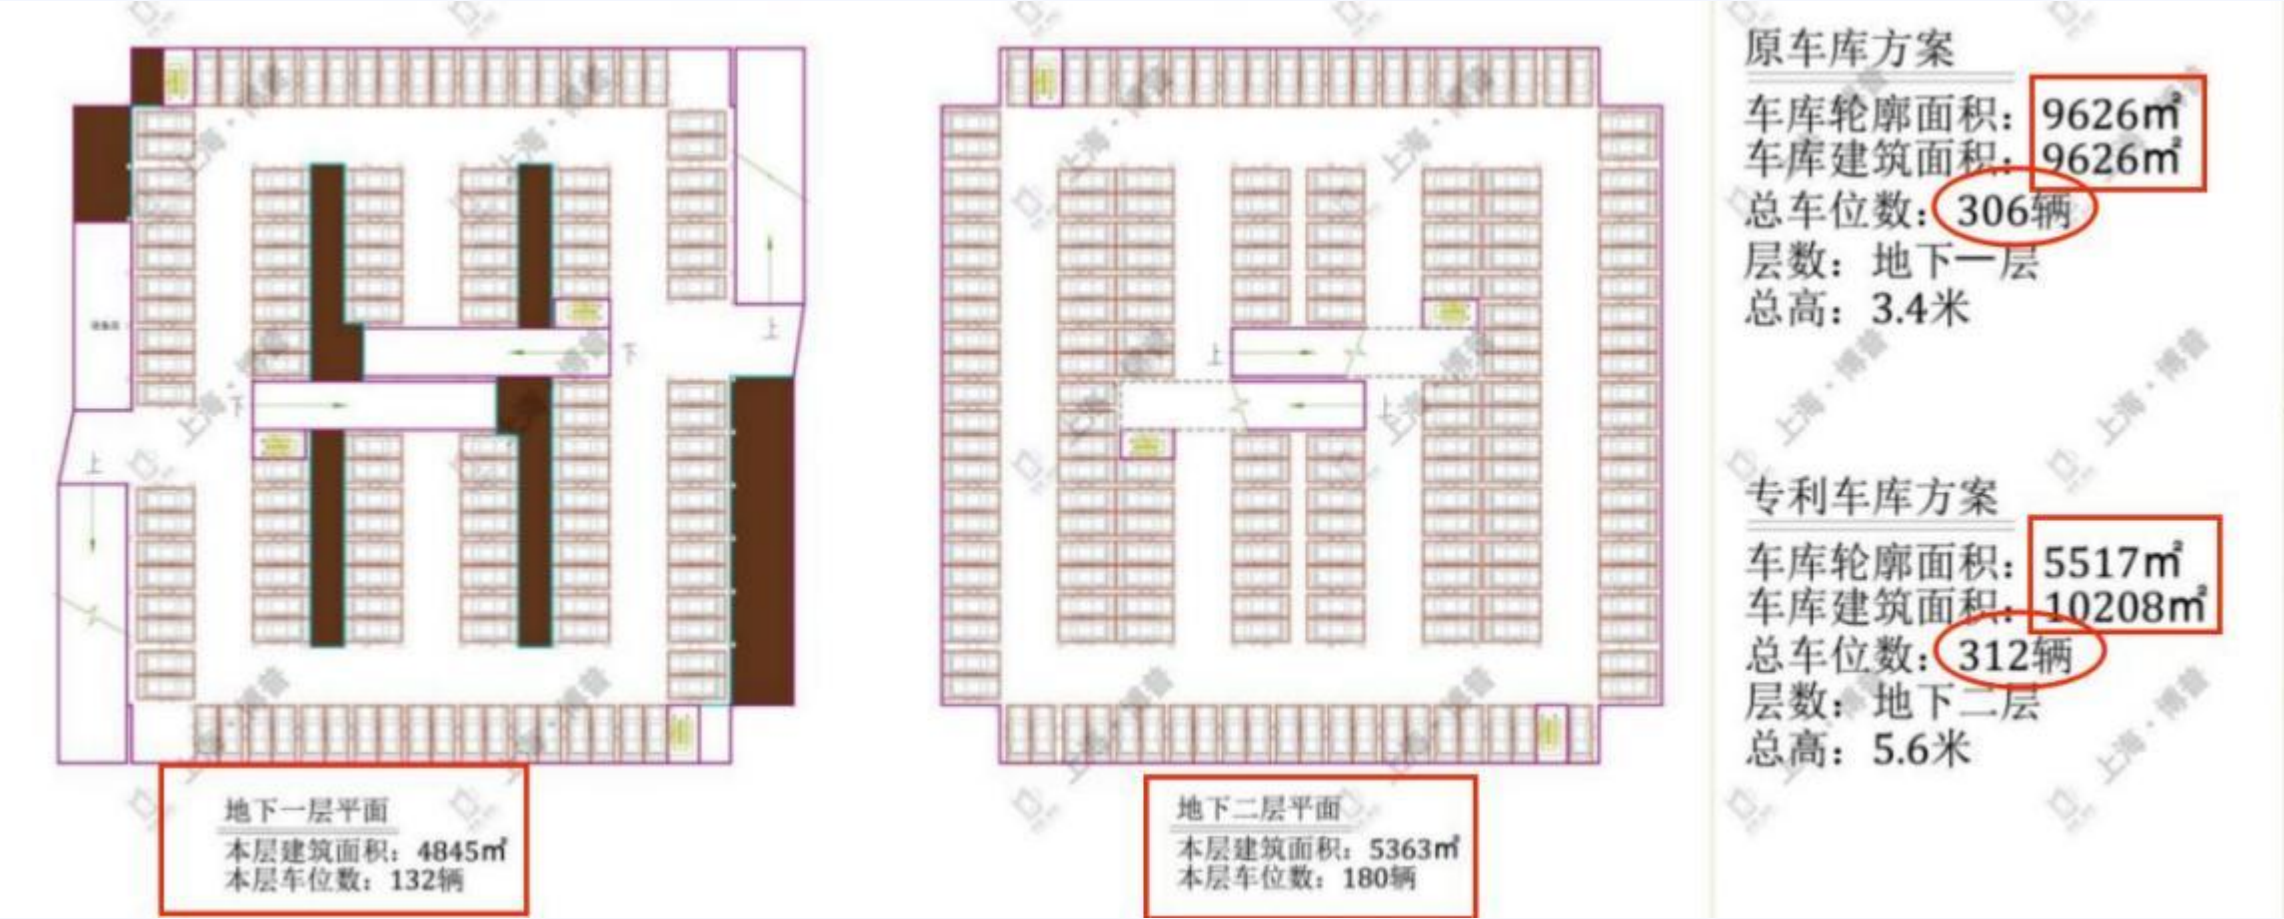 上
下
下
上
地下一层平面
本层建筑面积：4845㎡
本层车位数：132辆
上
上
地下二层平面
本层建筑面积：5363㎡
本层车位数：180辆
原车库方案
车库轮廓面积：9626㎡
车库建筑面积：9626㎡
总车位数：306辆
层数：地下一层
总高：3.4米
专利车库方案
车库轮廓面积：5517㎡
车库建筑面积：10208㎡
总车位数：312辆
层数：地下二层
总高：5.6米
上海·博普